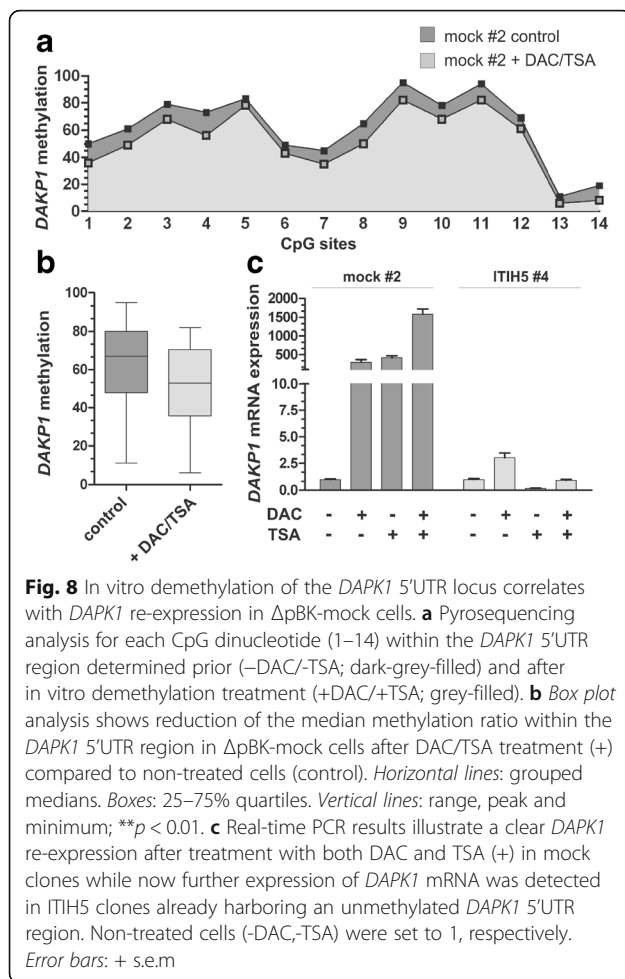 a
mock #2 control
mock #2 + DAC/TSA
DAKP1 methylation
100
80
60
40
20
0
1 2 3 4 5 6 7 8 9 10 11 12 13 14
CpG sites
b
DAKP1 methylation
100
80
60
40
20
0
control
+ DAC/TSA
c
mock #2
ITIH5 #4
DAKP1 mRNA expression
2000
1500
1000
500
10.0
7.5
5.0
2.5
0.0
DAC - + - + - + - +
TSA - - + + - - + +
Fig. 8 In vitro demethylation of the DAPK1 5’UTR locus correlates
with DAPK1 re-expression in ΔpBK-mock cells. a Pyrosequencing
analysis for each CpG dinucleotide (1–14) within the DAPK1 5’UTR
region determined prior (−DAC/-TSA; dark-grey-filled) and after
in vitro demethylation treatment (+DAC/+TSA; grey-filled). b Box plot
analysis shows reduction of the median methylation ratio within the
DAPK1 5’UTR region in ΔpBK-mock cells after DAC/TSA treatment (+)
compared to non-treated cells (control). Horizontal lines: grouped
medians. Boxes: 25–75% quartiles. Vertical lines: range, peak and
minimum; **p < 0.01. c Real-time PCR results illustrate a clear DAPK1
re-expression after treatment with both DAC and TSA (+) in mock
clones while now further expression of DAPK1 mRNA was detected
in ITIH5 clones already harboring an unmethylated DAPK1 5’UTR
region. Non-treated cells (-DAC,-TSA) were set to 1, respectively.
Error bars: + s.e.m